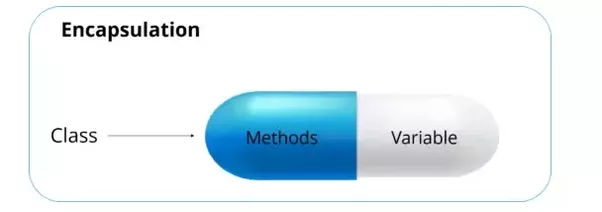 Encapsulation
Class
Methods
Variable